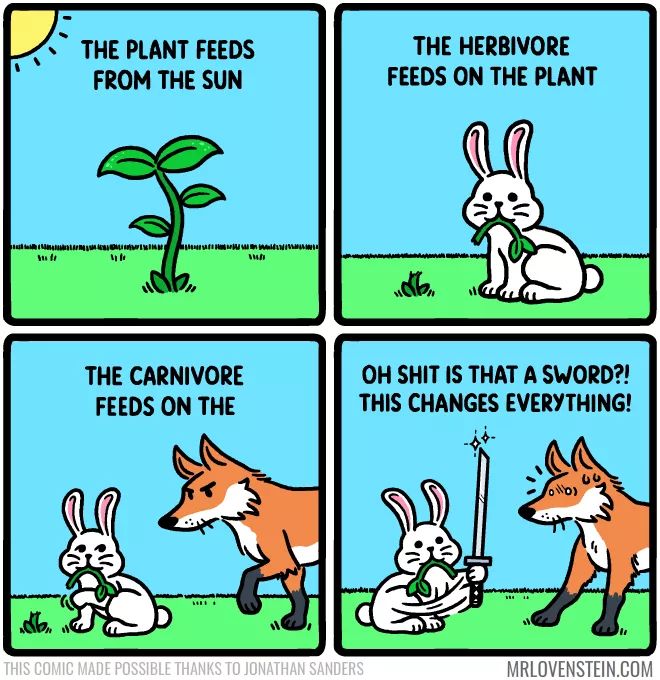 THE PLANT FEEDS
FROM THE SUN
THE HERBIVORE
FEEDS ON THE PLANT
THE CARNIVORE
FEEDS ON THE
OH SHIT IS THAT A SWORD?!
THIS CHANGES EVERYTHING!
THIS COMIC MADE POSSIBLE THANKS TO JONATHAN SANDERS
MRLOVENSTEIN.COM